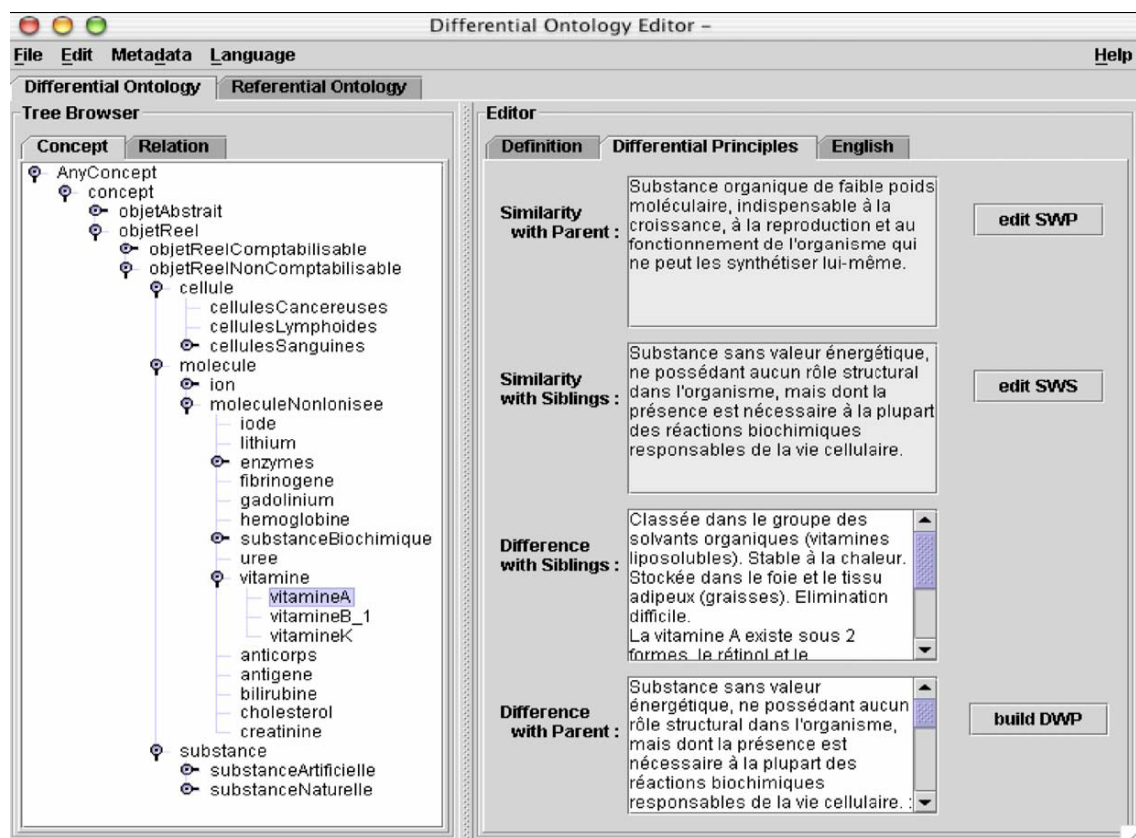 Differential Ontology Editor –
File Edit Metadata Language Help
Differential Ontology Referential Ontology
Tree Browser
Concept Relation
AnyConcept
concept
objetAbstrait
objetReel
objetReelComptabilisable
objetReelNonComptabilisable
cellule
cellulesCancereuses
cellulesLymphoides
cellulesSanguines
molecule
ion
moleculeNonIonisee
iode
lithium
enzymes
fibrinogene
gadolinium
hemoglobine
substanceBiochimique
uree
vitamine
vitamineA
vitamineB_1
vitamineK
anticorps
antigene
bilirubine
cholesterol
creatinine
substance
substanceArtificielle
substanceNaturelle
Editor
Definition Differential Principles English
Similarity
with Parent :
Substance organique de faible poids
moléculaire, indispensable à la
croissance, à la reproduction et au
fonctionnement de l'organisme qui
ne peut les synthétiser lui-même.
edit SWP
Similarity
with Siblings :
Substance sans valeur énergétique,
ne possédant aucun rôle structural
dans l'organisme, mais dont la
présence est nécessaire à la plupart
des réactions biochimiques
responsables de la vie cellulaire.
edit SWS
Difference
with Siblings :
Classée dans le groupe des
solvants organiques (vitamines
liposolubles). Stable à la chaleur.
Stockée dans le foie et le tissu
adipeux (graisses). Elimination
difficile.
La vitamine A existe sous 2
formes, le rétinol et le
Difference
with Parent :
Substance sans valeur
énergétique, ne possédant aucun
rôle structural dans l'organisme,
mais dont la présence est
nécessaire à la plupart des
réactions biochimiques
responsables de la vie cellulaire. :
build DWP